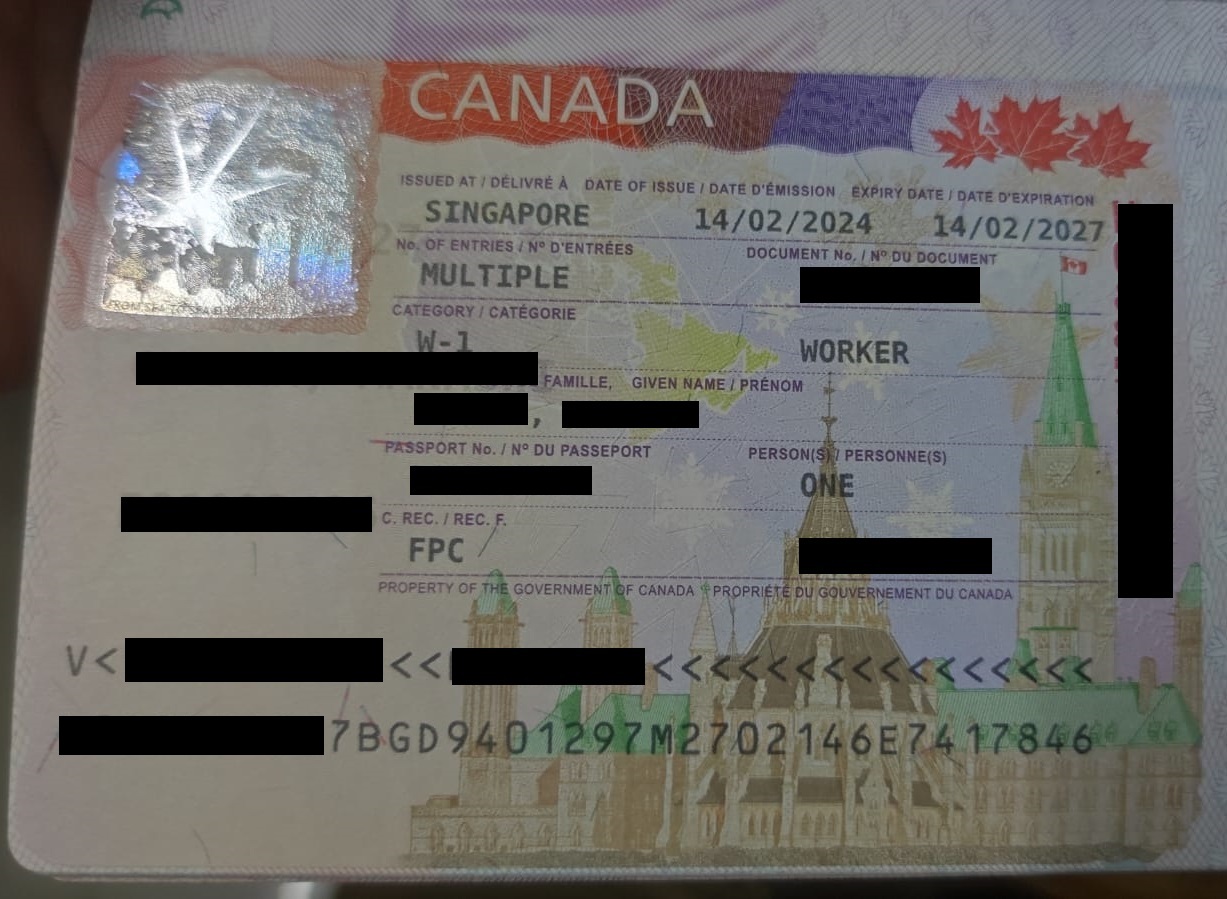 CANADA
ISSUED AT / DÉLIVRÉ À DATE OF ISSUE / DATE D'ÉMISSION EXPIRY DATE / DATE D'EXPIRATION
SINGAPORE 14/02/2024 14/02/2027
No. OF ENTRIES / Nº D'ENTRÉES DOCUMENT No. / Nº DU DOCUMENT
MULTIPLE
CATEGORY / CATÉGORIE
W-1 WORKER
FAMILLE, GIVEN NAME / PRÉNOM
,
PASSPORT No. / Nº DU PASSEPORT PERSON(S) / PERSONNE(S)
ONE
C. REC. / REC. F.
FPC
PROPERTY OF THE GOVERNMENT OF CANADA * PROPRIÉTÉ DU GOUVERNEMENT DU CANADA
V< << <<<<<<<<<<<<<<<<<<
7BGD9401297M2702146E7417846